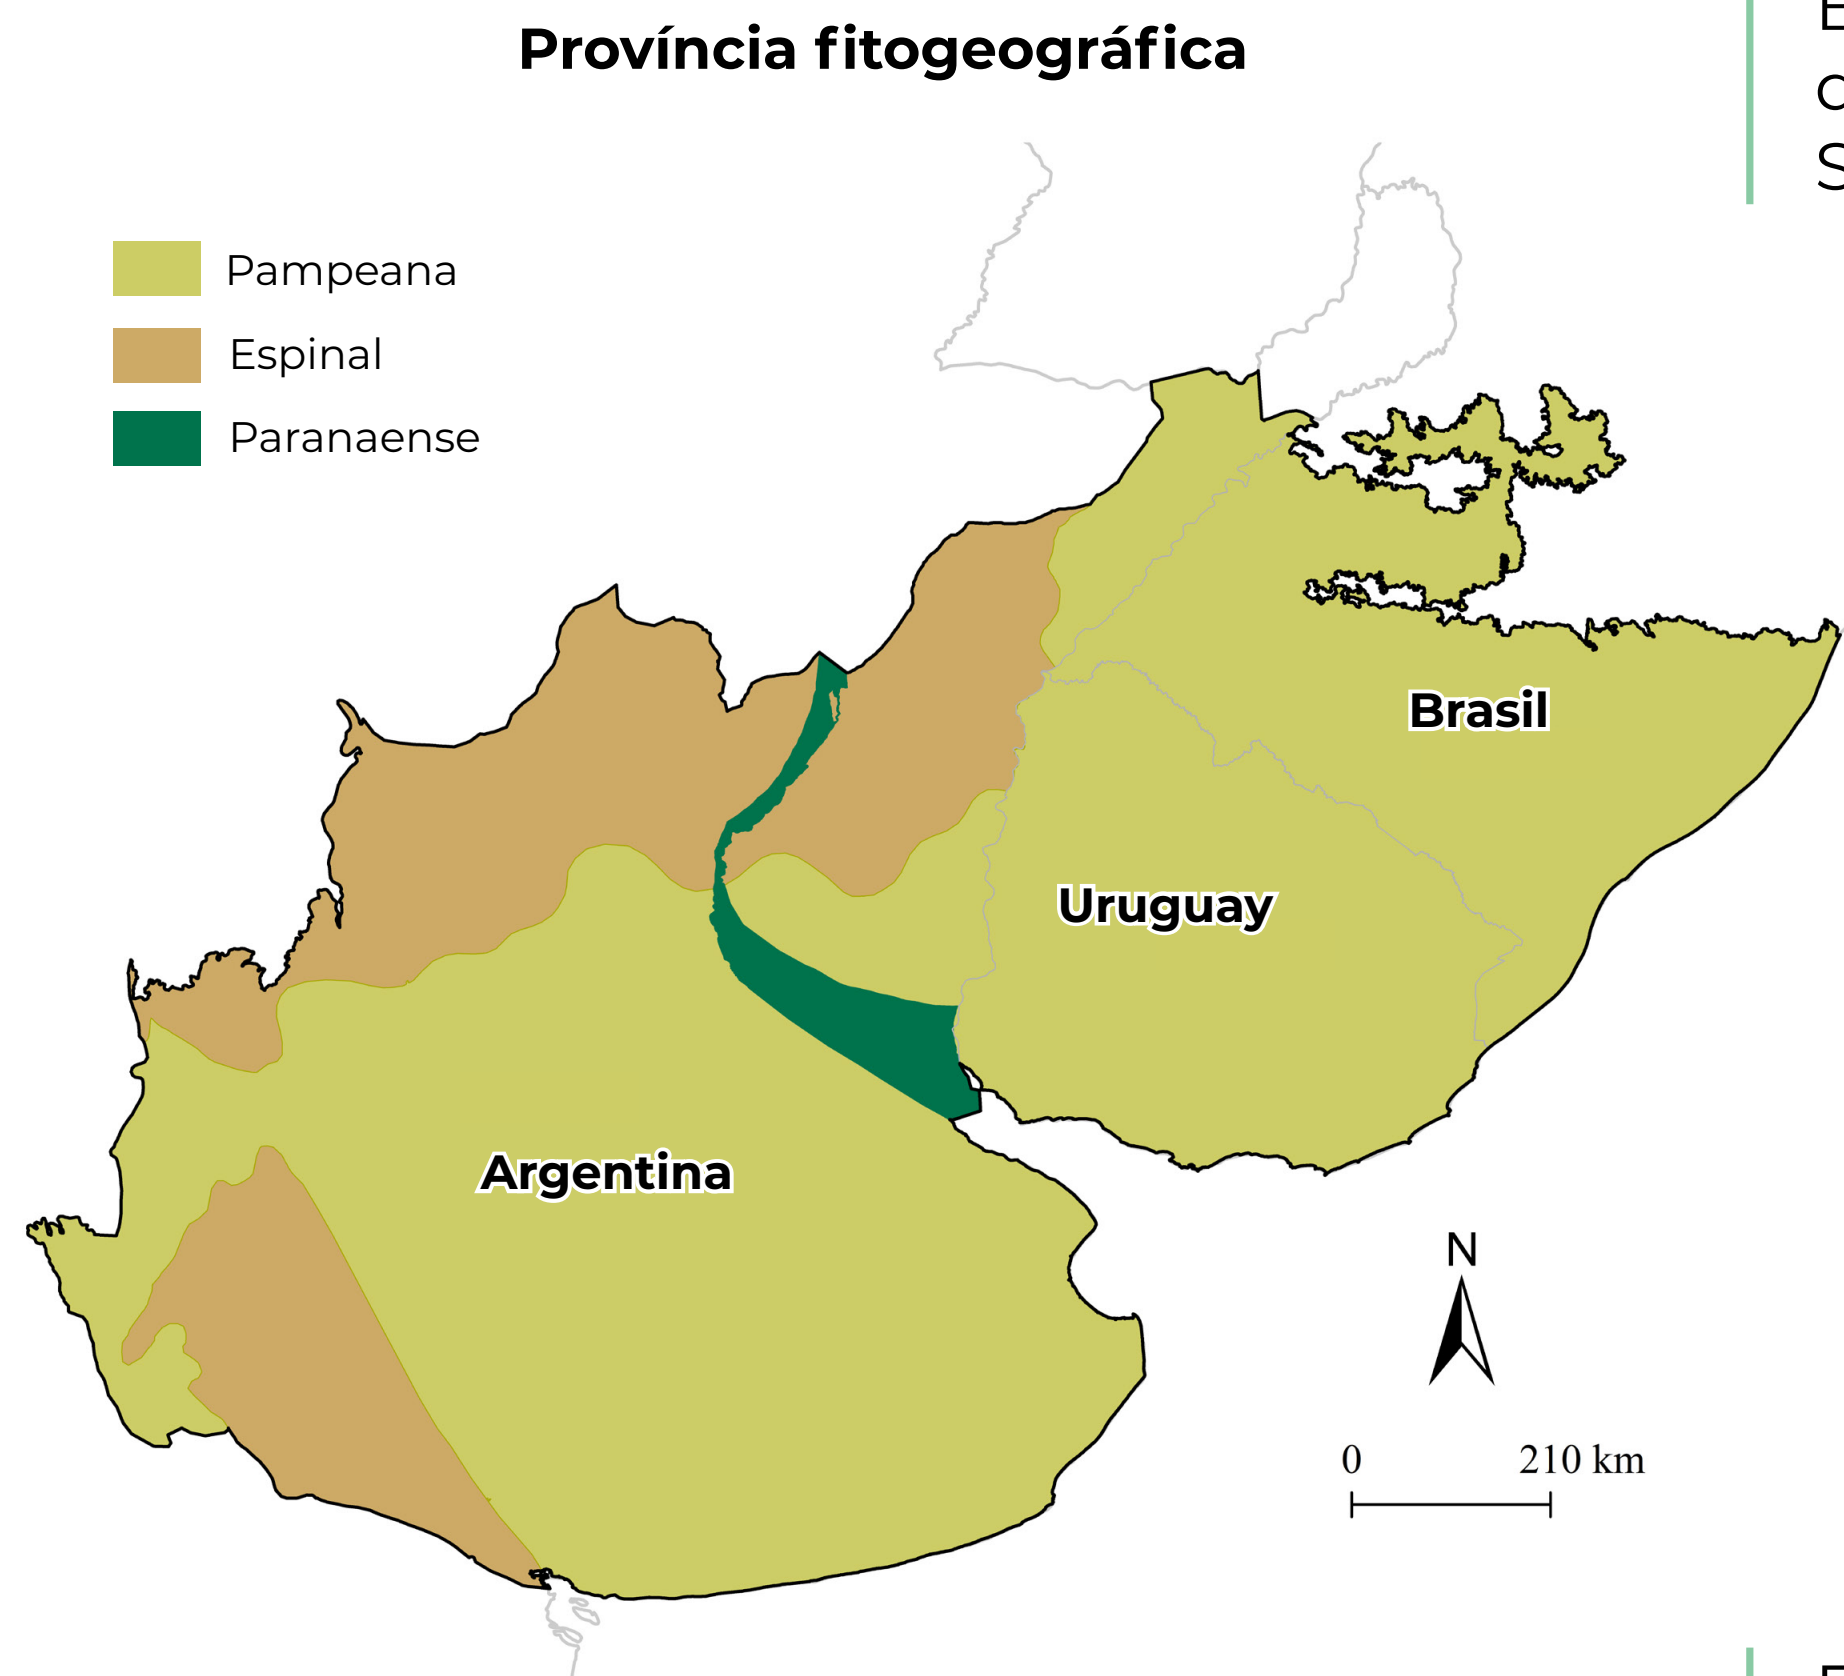 Província fitogeográfica
Pampeana
Espinal
Paranaense
Brasil
Uruguay
Argentina
N
0 210 km